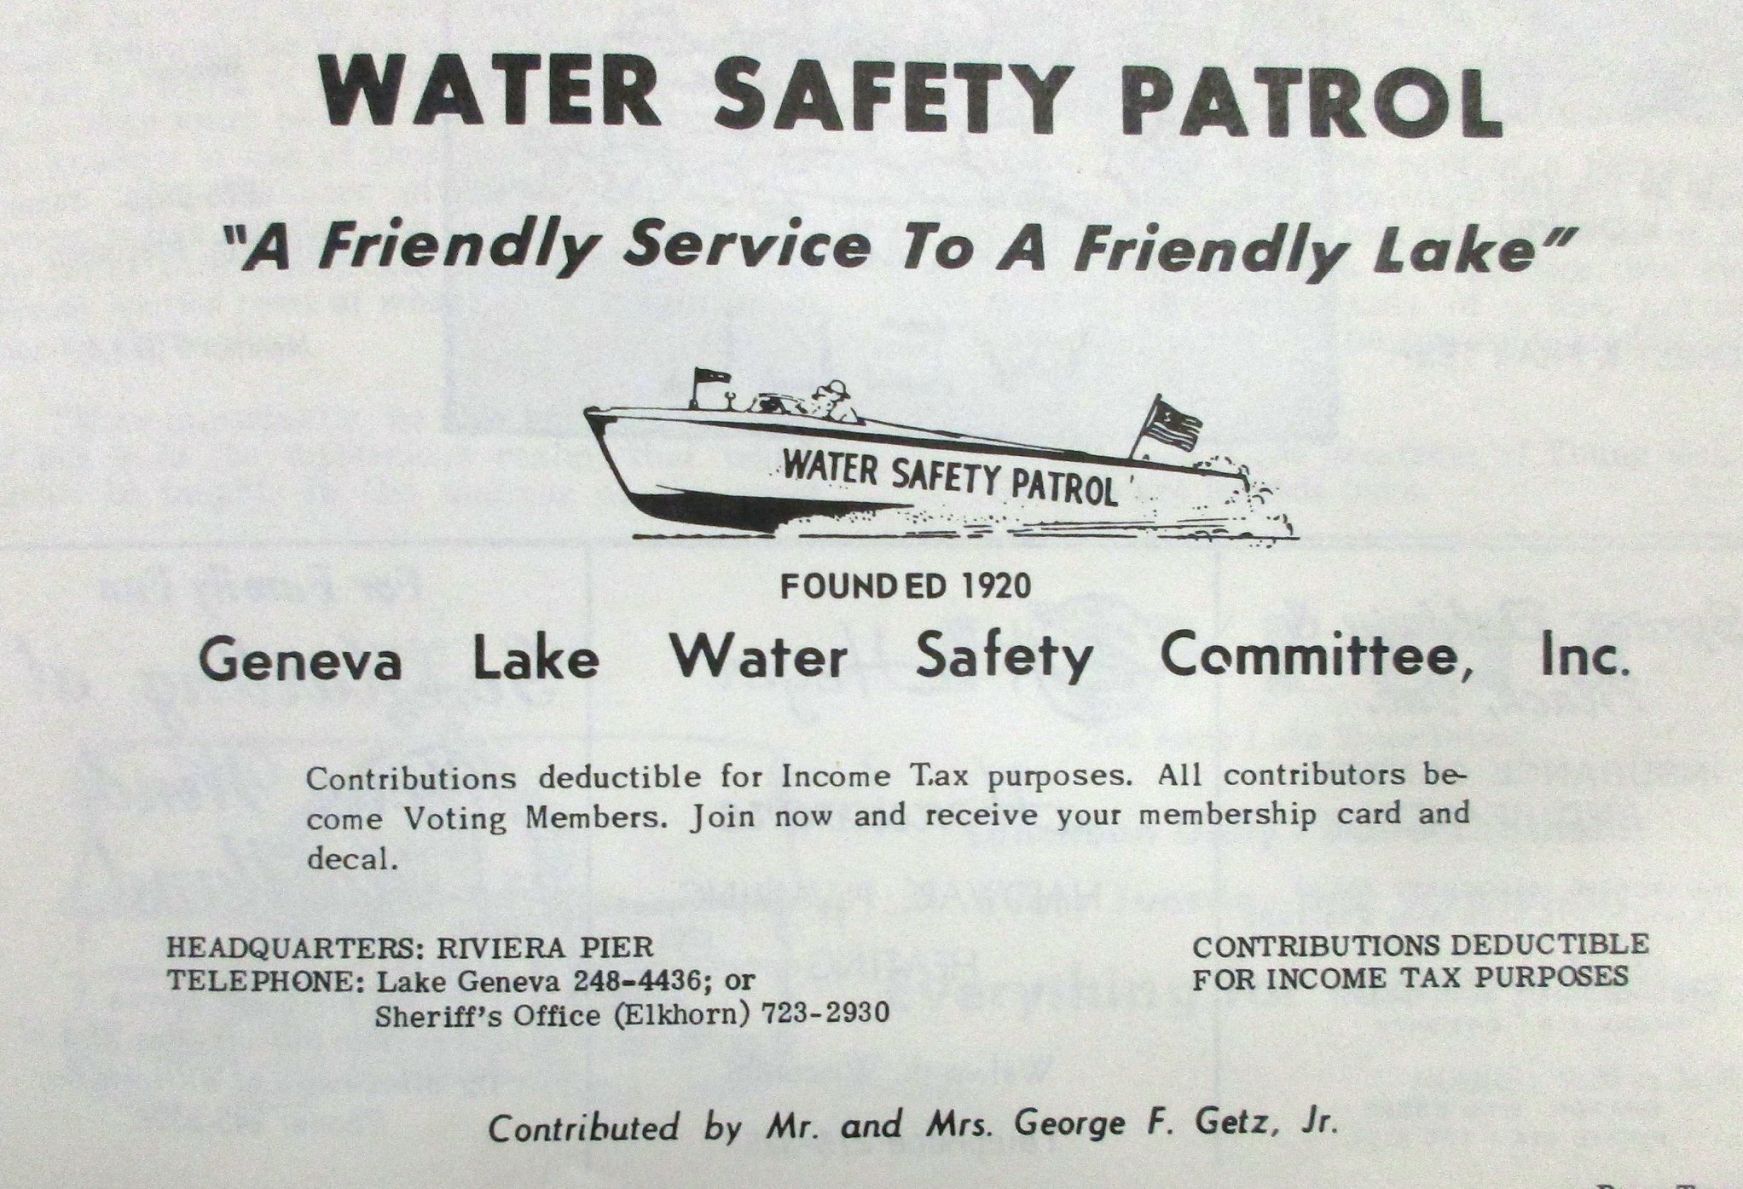 WATER SAFETY PATROL
"A Friendly Service To A Friendly Lake"
WATER SAFETY PATROL
FOUNDED 1920
Geneva Lake Water Safety Committee, Inc.
Contributions deductible for Income Tax purposes. All contributors be-
come Voting Members. Join now and receive your membership card and
decal.
HEADQUARTERS: RIVIERA PIER
TELEPHONE: Lake Geneva 248-4436; or
Sheriff's Office (Elkhorn) 723-2930
CONTRIBUTIONS DEDUCTIBLE
FOR INCOME TAX PURPOSES
Contributed by Mr. and Mrs. George F. Getz, Jr.